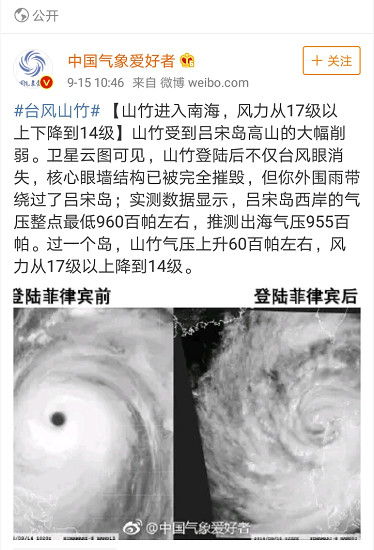 公开
中国气象爱好者
+ 关注
9-15 10:46 来自 微博 weibo.com
#台风山竹# 【山竹进入南海，风力从17级以
上下降到14级】山竹受到吕宋岛高山的大幅削
弱。卫星云图可见，山竹登陆后不仅台风眼消
失，核心眼墙结构已被完全摧毁，但你外围雨带
绕过了吕宋岛；实测数据显示，吕宋岛西岸的气
压整点最低960百帕左右，推测出海气压955百
帕。过一个岛，山竹气压上升60百帕左右，风
力从17级以上降到14级。
登陆菲律宾前
登陆菲律宾后
@中国气象爱好者